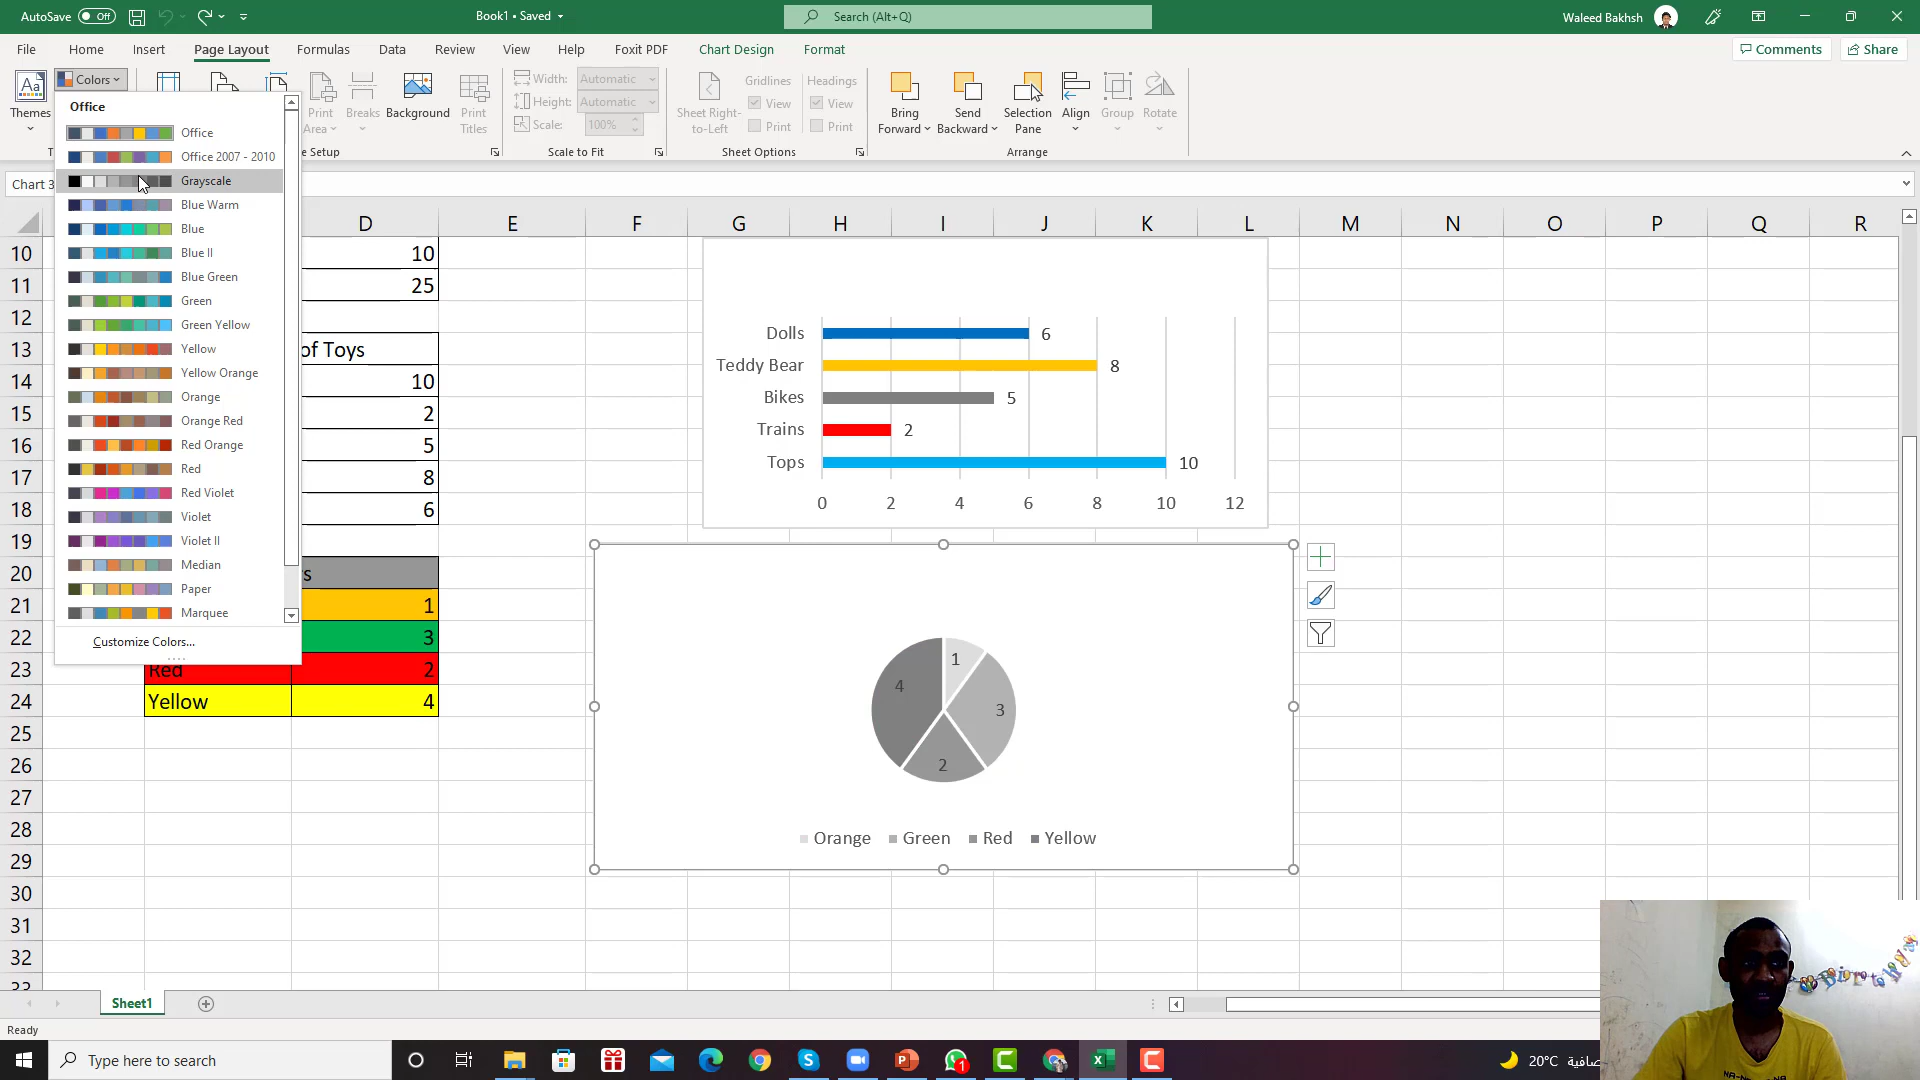 AutoSave Off
Book1 • Saved
Search (Alt+Q)
Waleed Bakhsh
File Home Insert Page Layout Formulas Data Review View Help Foxit PDF Chart Design Format
Comments Share
Themes
Colors
Print Area
Breaks
Background
Print Titles
Width: Automatic
Height: Automatic
Scale: 100%
Sheet Right-to-Left
Gridlines Headings
View View
Print Print
Bring Forward
Send Backward
Selection Pane
Align
Group
Rotate
e Setup
Scale to Fit
Sheet Options
Arrange
Office
Office
Office 2007 - 2010
Grayscale
Blue Warm
Blue
Blue II
Blue Green
Green
Green Yellow
Yellow
Yellow Orange
Orange
Orange Red
Red Orange
Red
Red Violet
Violet
Violet II
Median
Paper
Marquee
Customize Colors...
Chart 3
D E F G H I J K L M N O P Q R
10 10
11 25
12
13 of Toys
14 10
15 2
16 5
17 8
18 6
19
20 s
21 1
22 3
23 Red 2
24 Yellow 4
25
26
27
28
29
30
31
32
33
Dolls 6
Teddy Bear 8
Bikes 5
Trains 2
Tops 10
0 2 4 6 8 10 12
1
4
3
2
Orange Green Red Yellow
Sheet1
Ready
Type here to search
1
20°C صافية